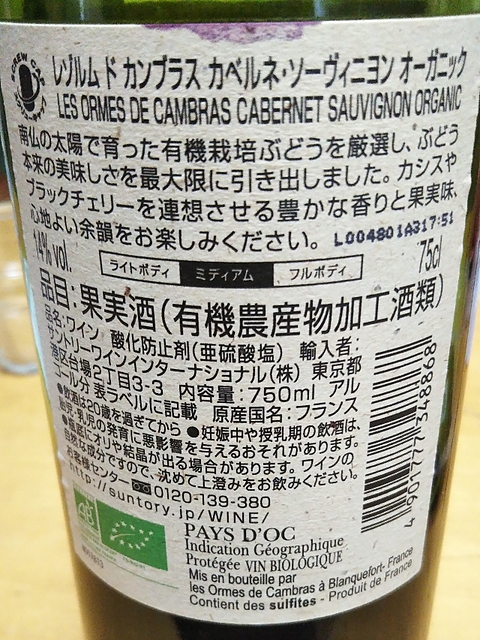 SCREW CAP
レゾルム ド カンブラス カベルネ・ソーヴィニヨン オーガニック
LES ORMES DE CAMBRAS CABERNET SAUVIGNON ORGANIC
南仏の太陽で育った有機栽培ぶどうを厳選し、ぶどう
本来の美味しさを最大限に引き出しました。カシスや
ブラックチェリーを連想させる豊かな香りと果実味、
心地よい余韻をお楽しみください。 L004801A317:51
14% vol. ライトボディ ミディアム フルボディ 75cl
品目:果実酒(有機農産物加工酒類)
品名:ワイン 酸化防止剤(亜硫酸塩) 輸入者:
サントリーワインインターナショナル(株) 東京都
港区台場2丁目3-3 内容量:750ml アル
コール分 表ラベルに記載 原産国名:フランス
●飲酒は20歳を過ぎてから ●妊娠中や授乳期の飲酒は、
胎児・乳児の発育に悪影響を与えるおそれがあります。
●瓶底にオリや結晶が出る場合があります。ワインの
自然な成分ですので、沈めて上澄みをお飲みください。
お客様センター 0120-139-380
http://suntory.jp/WINE/
4 901777 348868
AB
PAYS D'OC
Indication Géographique
Protégée VIN BIOLOGIQUE
Mis en bouteille par
les Ormes de Cambras à Blanquefort- France
Contient des sulfites - Produit de France